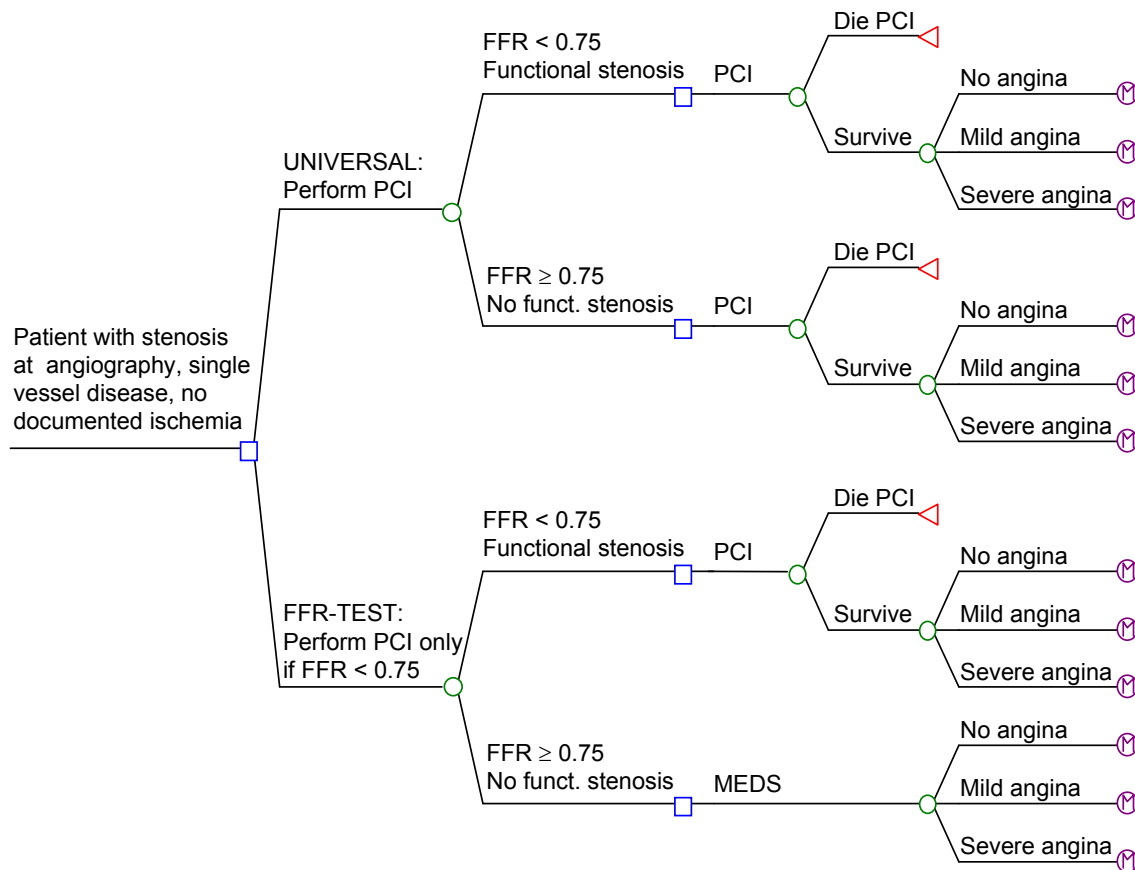 Patient with stenosis
at angiography, single
vessel disease, no
documented ischemia
UNIVERSAL:
Perform PCI
FFR < 0.75
Functional stenosis
PCI
Die PCI
Survive
No angina
Mild angina
Severe angina
FFR ≥ 0.75
No funct. stenosis
PCI
Die PCI
Survive
No angina
Mild angina
Severe angina
FFR-TEST:
Perform PCI only
if FFR < 0.75
FFR < 0.75
Functional stenosis
PCI
Die PCI
Survive
No angina
Mild angina
Severe angina
FFR ≥ 0.75
No funct. stenosis
MEDS
No angina
Mild angina
Severe angina
M
M
M
M
M
M
M
M
M
M
M
M